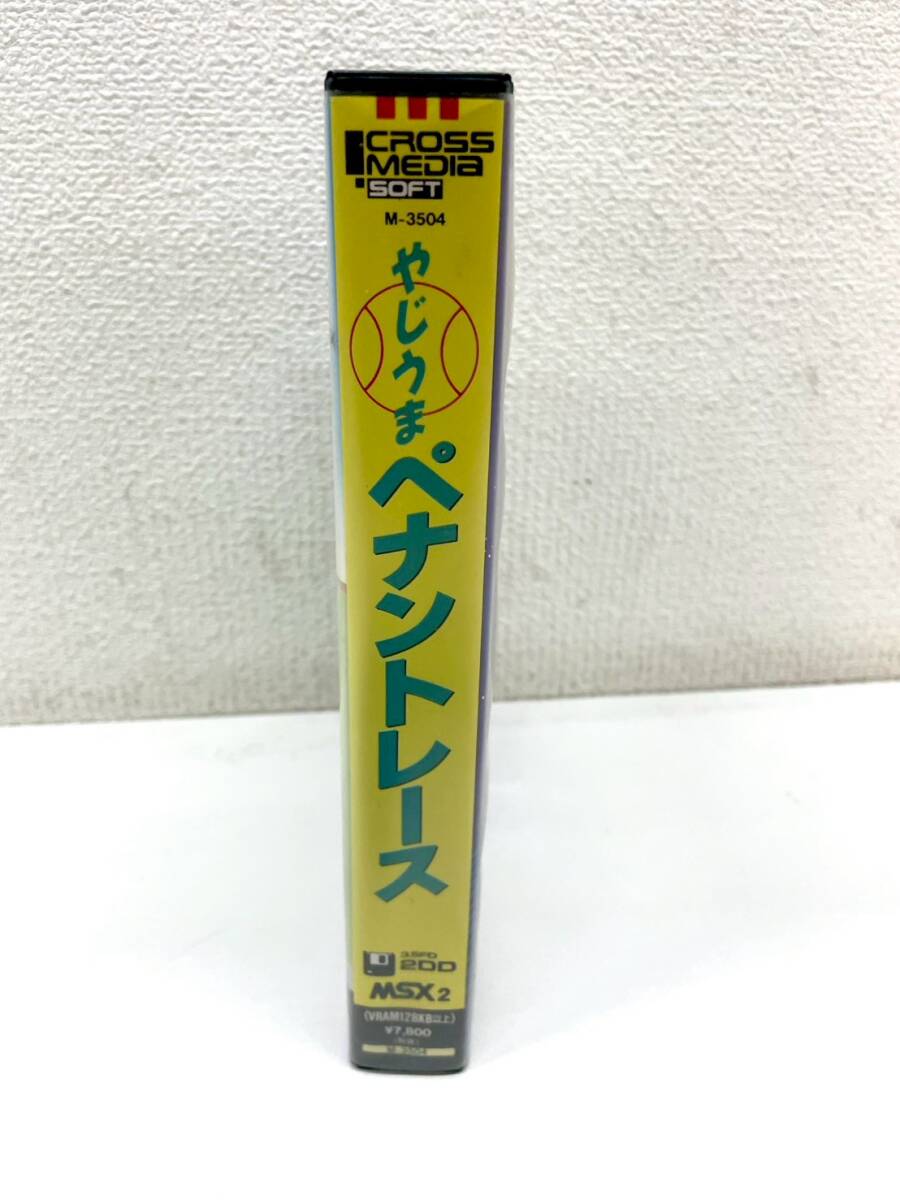 CROSS
MEDIA
SOFT
M-3504
やじうま
ペナントレース
3.5FD
2DD
MSX2
(VRAM128KB以上)
¥7,800
M-3504